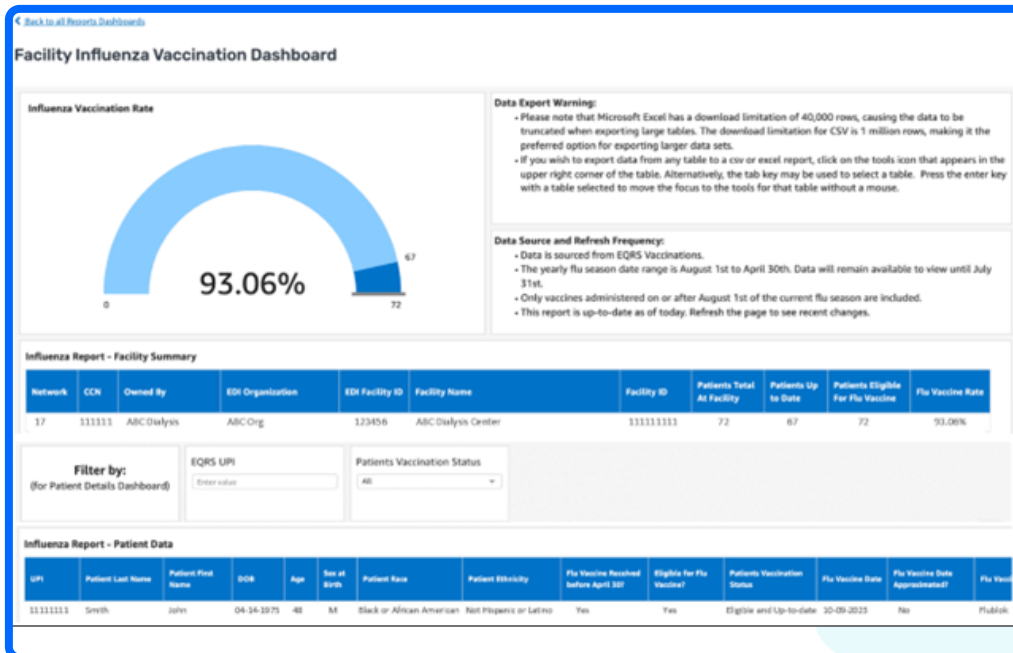 Back to all Reports Dashboards
Facility Influenza Vaccination Dashboard
Influenza Vaccination Rate
93.06%
0
67
72
Data Export Warning:
• Please note that Microsoft Excel has a download limitation of 40,000 rows, causing the data to be
truncated when exporting large tables. The download limitation for CSV is 1 million rows, making it the
preferred option for exporting larger data sets.
• If you wish to export data from any table to a csv or excel report, click on the tools icon that appears in the
upper right corner of the table. Alternatively, the tab key may be used to select a table. Press the enter key
with a table selected to move the focus to the tools for that table without a mouse.
Data Source and Refresh Frequency:
• Data is sourced from EQRS Vaccinations.
• The yearly flu season date range is August 1st to April 30th. Data will remain available to view until July
31st.
• Only vaccines administered on or after August 1st of the current flu season are included.
• This report is up-to-date as of today. Refresh the page to see recent changes.
Influenza Report - Facility Summary
Network CCN Owned By EDI Organization EDI Facility ID Facility Name Facility ID Patients Total At Facility Patients Up to Date Patients Eligible For Flu Vaccine Flu Vaccine Rate
17 111111 ABC Dialysis ABC Org 123456 ABC Dialysis Center 111111111 72 67 72 93.06%
Filter by:
(for Patient Details Dashboard)
EQRS UPI
Enter value
Patients Vaccination Status
All
Influenza Report - Patient Data
UPI Patient Last Name Patient First Name DOB Age Sex at Birth Patient Race Patient Ethnicity Flu Vaccine Received before April 30? Eligible for Flu Vaccine? Patients Vaccination Status Flu Vaccine Date Flu Vaccine Date Approximated? Flu Vacci
11111111 Smith John 04-14-1975 48 M Black or African American Not Hispanic or Latino Yes Yes Eligible and Up-to-date 10-09-2023 No Flublok